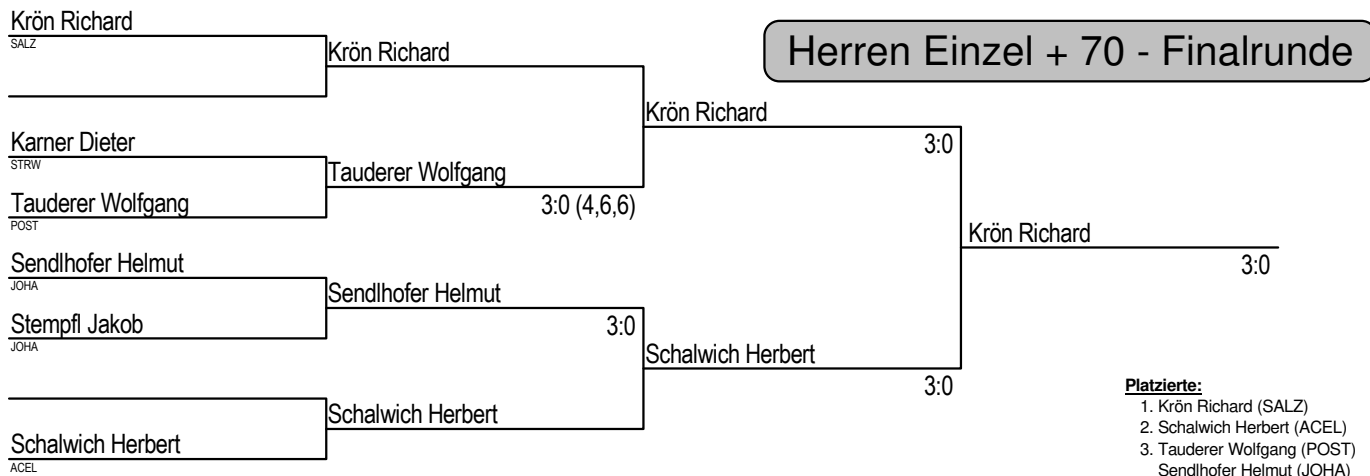 Herren Einzel + 70 - Finalrunde
Krön Richard
SALZ
Karner Dieter
STRW
Tauderer Wolfgang
POST
Sendlhofer Helmut
JOHA
Stempfl Jakob
JOHA
Schalwich Herbert
ACEL
Krön Richard
Tauderer Wolfgang
3:0 (4,6,6)
Sendlhofer Helmut
3:0
Schalwich Herbert
Krön Richard
3:0
Schalwich Herbert
3:0
Krön Richard
3:0
Platzierte:
1. Krön Richard (SALZ)
2. Schalwich Herbert (ACEL)
3. Tauderer Wolfgang (POST)
Sendlhofer Helmut (JOHA)